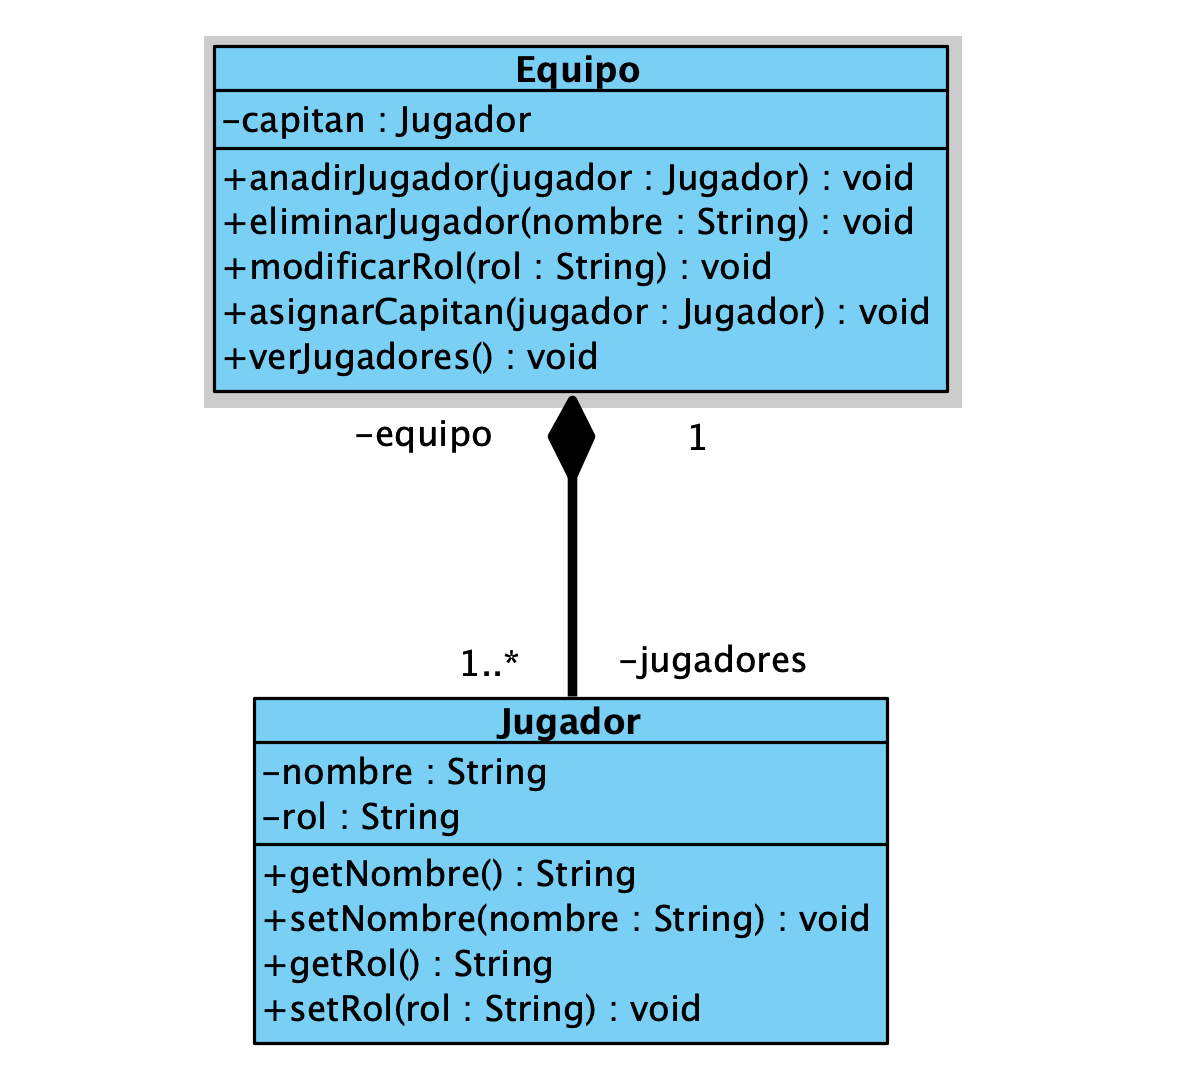 Equipo
-capitan : Jugador
+anadirJugador(jugador : Jugador) : void
+eliminarJugador(nombre : String) : void
+modificarRol(rol : String) : void
+asignarCapitan(jugador : Jugador) : void
+verJugadores() : void
-equipo 1
1..* -jugadores
Jugador
-nombre : String
-rol : String
+getNombre() : String
+setNombre(nombre : String) : void
+getRol() : String
+setRol(rol : String) : void